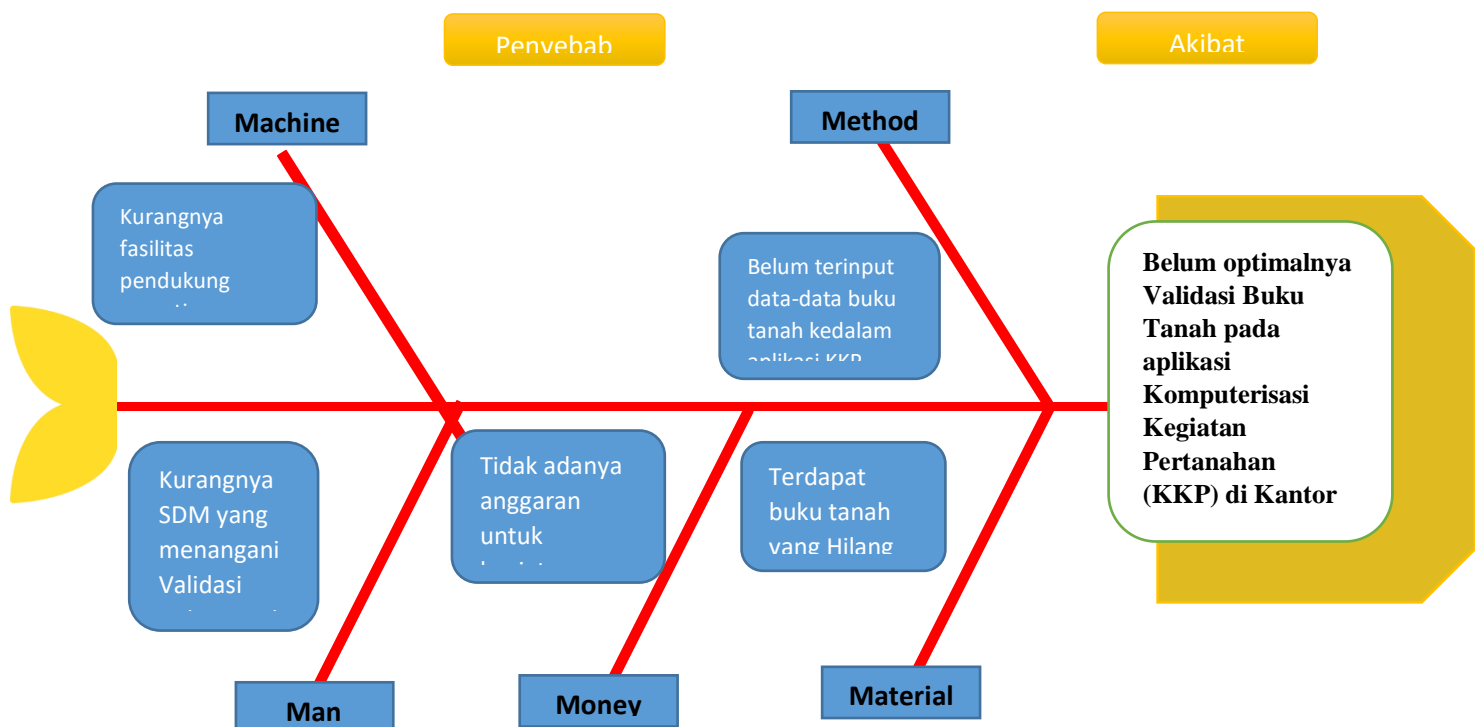 Penyebab
Akibat
Machine
Method
Kurangnya
fasilitas
pendukung
Belum terinput
data-data buku
tanah kedalam
aplikasi KKP
Belum optimalnya
Validasi Buku
Tanah pada
aplikasi
Komputerisasi
Kegiatan
Pertanahan
(KKP) di Kantor
Kurangnya
SDM yang
menangani
Validasi
Tidak adanya
anggaran
untuk
Terdapat
buku tanah
yang Hilang
Man
Money
Material